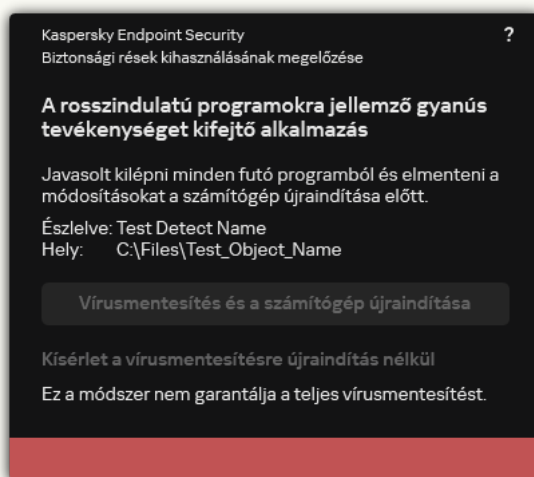 Kaspersky Endpoint Security ?
Biztonsági rések kihasználásának megelőzése
A rosszindulatú programokra jellemző gyanús
tevékenységet kifejtő alkalmazás
Javasolt kilépni minden futó programból és elmenteni a
módosításokat a számítógép újraindítása előtt.
Észlelve: Test Detect Name
Hely: C:\Files\Test_Object_Name
Vírusmentesítés és a számítógép újraindítása
Kísérlet a vírusmentesítésre újraindítás nélkül
Ez a módszer nem garantálja a teljes vírusmentesítést.